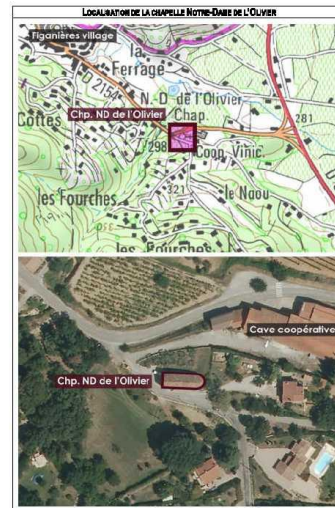 LOCALISATION DE LA CHAPELLE NOTRE-DAME DE L'OLIVIER
Figanières village
la
Ferrage
D 2154
N.-D de l'Olivier
Chp. ND de l'Olivier
Chap.
281
Cottes
298
Coop. Vinic.
321
le Naou
les Fourches
les Fourches
Cave coopérative
Chp. ND de l'Olivier